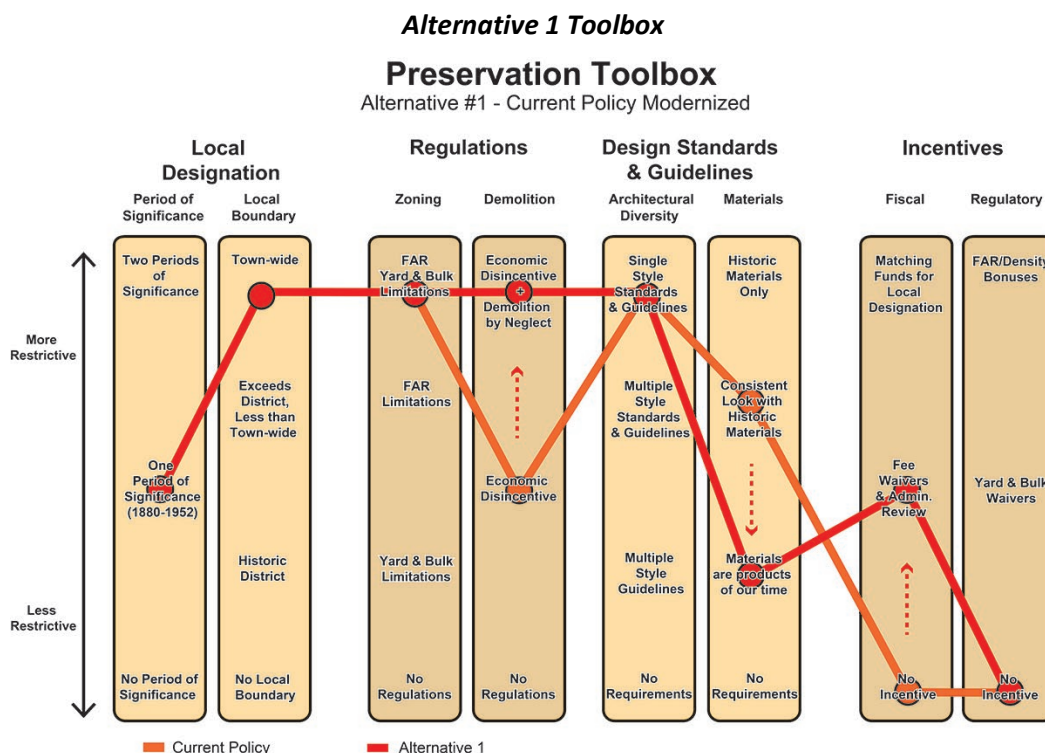 Alternative 1 Toolbox
Preservation Toolbox
Alternative #1 - Current Policy Modernized
Local
Designation
Regulations
Design Standards
& Guidelines
Incentives
Period of
Significance
Local
Boundary
Zoning
Demolition
Architectural
Diversity
Materials
Fiscal
Regulatory
More
Restrictive
Less
Restrictive
Two Periods
of
Significance
One
Period of
Significance
(1880-1952)
No Period of
Significance
Town-wide
Exceeds
District,
Less than
Town-wide
Historic
District
No Local
Boundary
FAR
Yard & Bulk
Limitations
FAR
Limitations
Yard & Bulk
Limitations
No
Regulations
Economic
Disincentive
+
Demolition
by Neglect
Economic
Disincentive
No
Regulations
Single
Style
Standards
& Guidelines
Multiple
Style
Standards
& Guidelines
Multiple
Style
Guidelines
No
Requirements
Historic
Materials
Only
Consistent
Look with
Historic
Materials
Materials
are products
of our time
No
Requirements
Matching
Funds for
Local
Designation
Fee
Waivers
& Admin.
Review
No
Incentive
FAR/Density
Bonuses
Yard & Bulk
Waivers
No
Incentive
Current Policy
Alternative 1